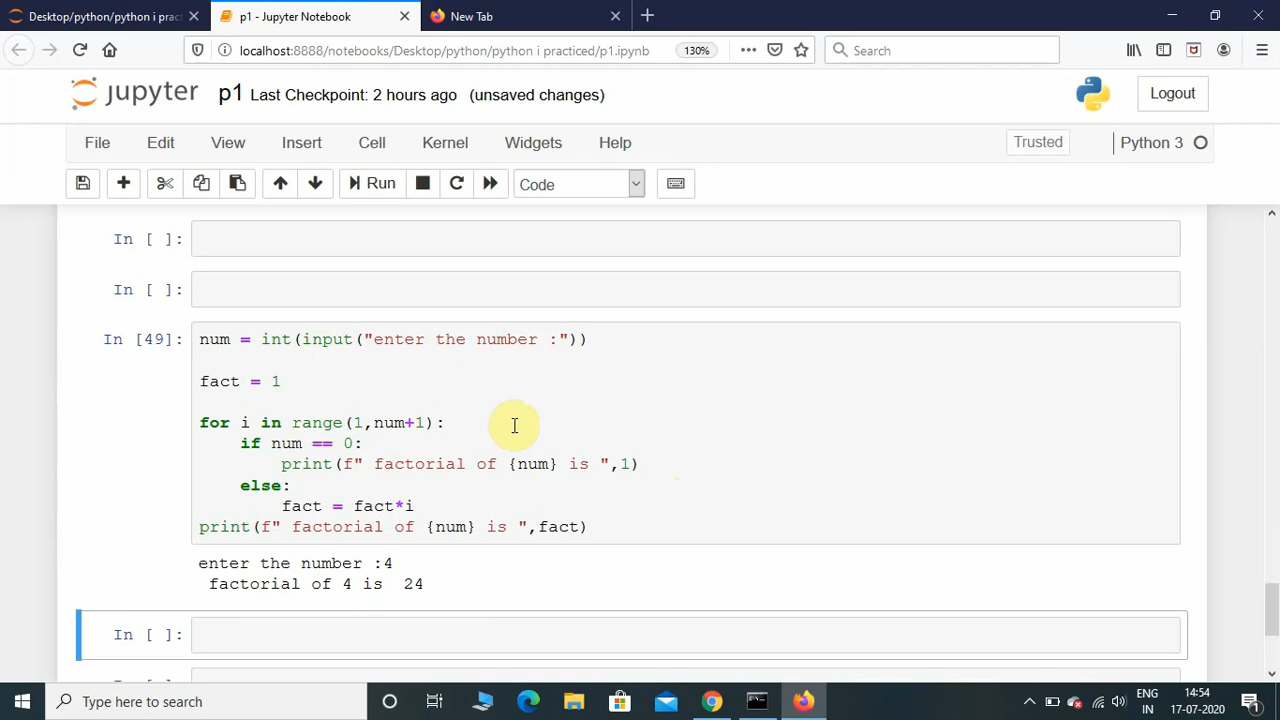 Desktop/python/python i pract
p1 - Jupyter Notebook
New Tab
localhost:8888/notebooks/Desktop/python/python i practiced/p1.ipynb
130%
Search
jupyter
p1 Last Checkpoint: 2 hours ago (unsaved changes)
Logout
File Edit View Insert Cell Kernel Widgets Help
Trusted
Python 3
Run
Code
In [ ]:
In [ ]:
In [49]:
num = int(input("enter the number :"))
fact = 1
for i in range(1,num+1):
    if num == 0:
        print(f" factorial of {num} is ",1)
    else:
        fact = fact*i
print(f" factorial of {num} is ",fact)
enter the number :4
 factorial of 4 is  24
In [ ]:
Type here to search
ENG
IN
14:54
17-07-2020
1